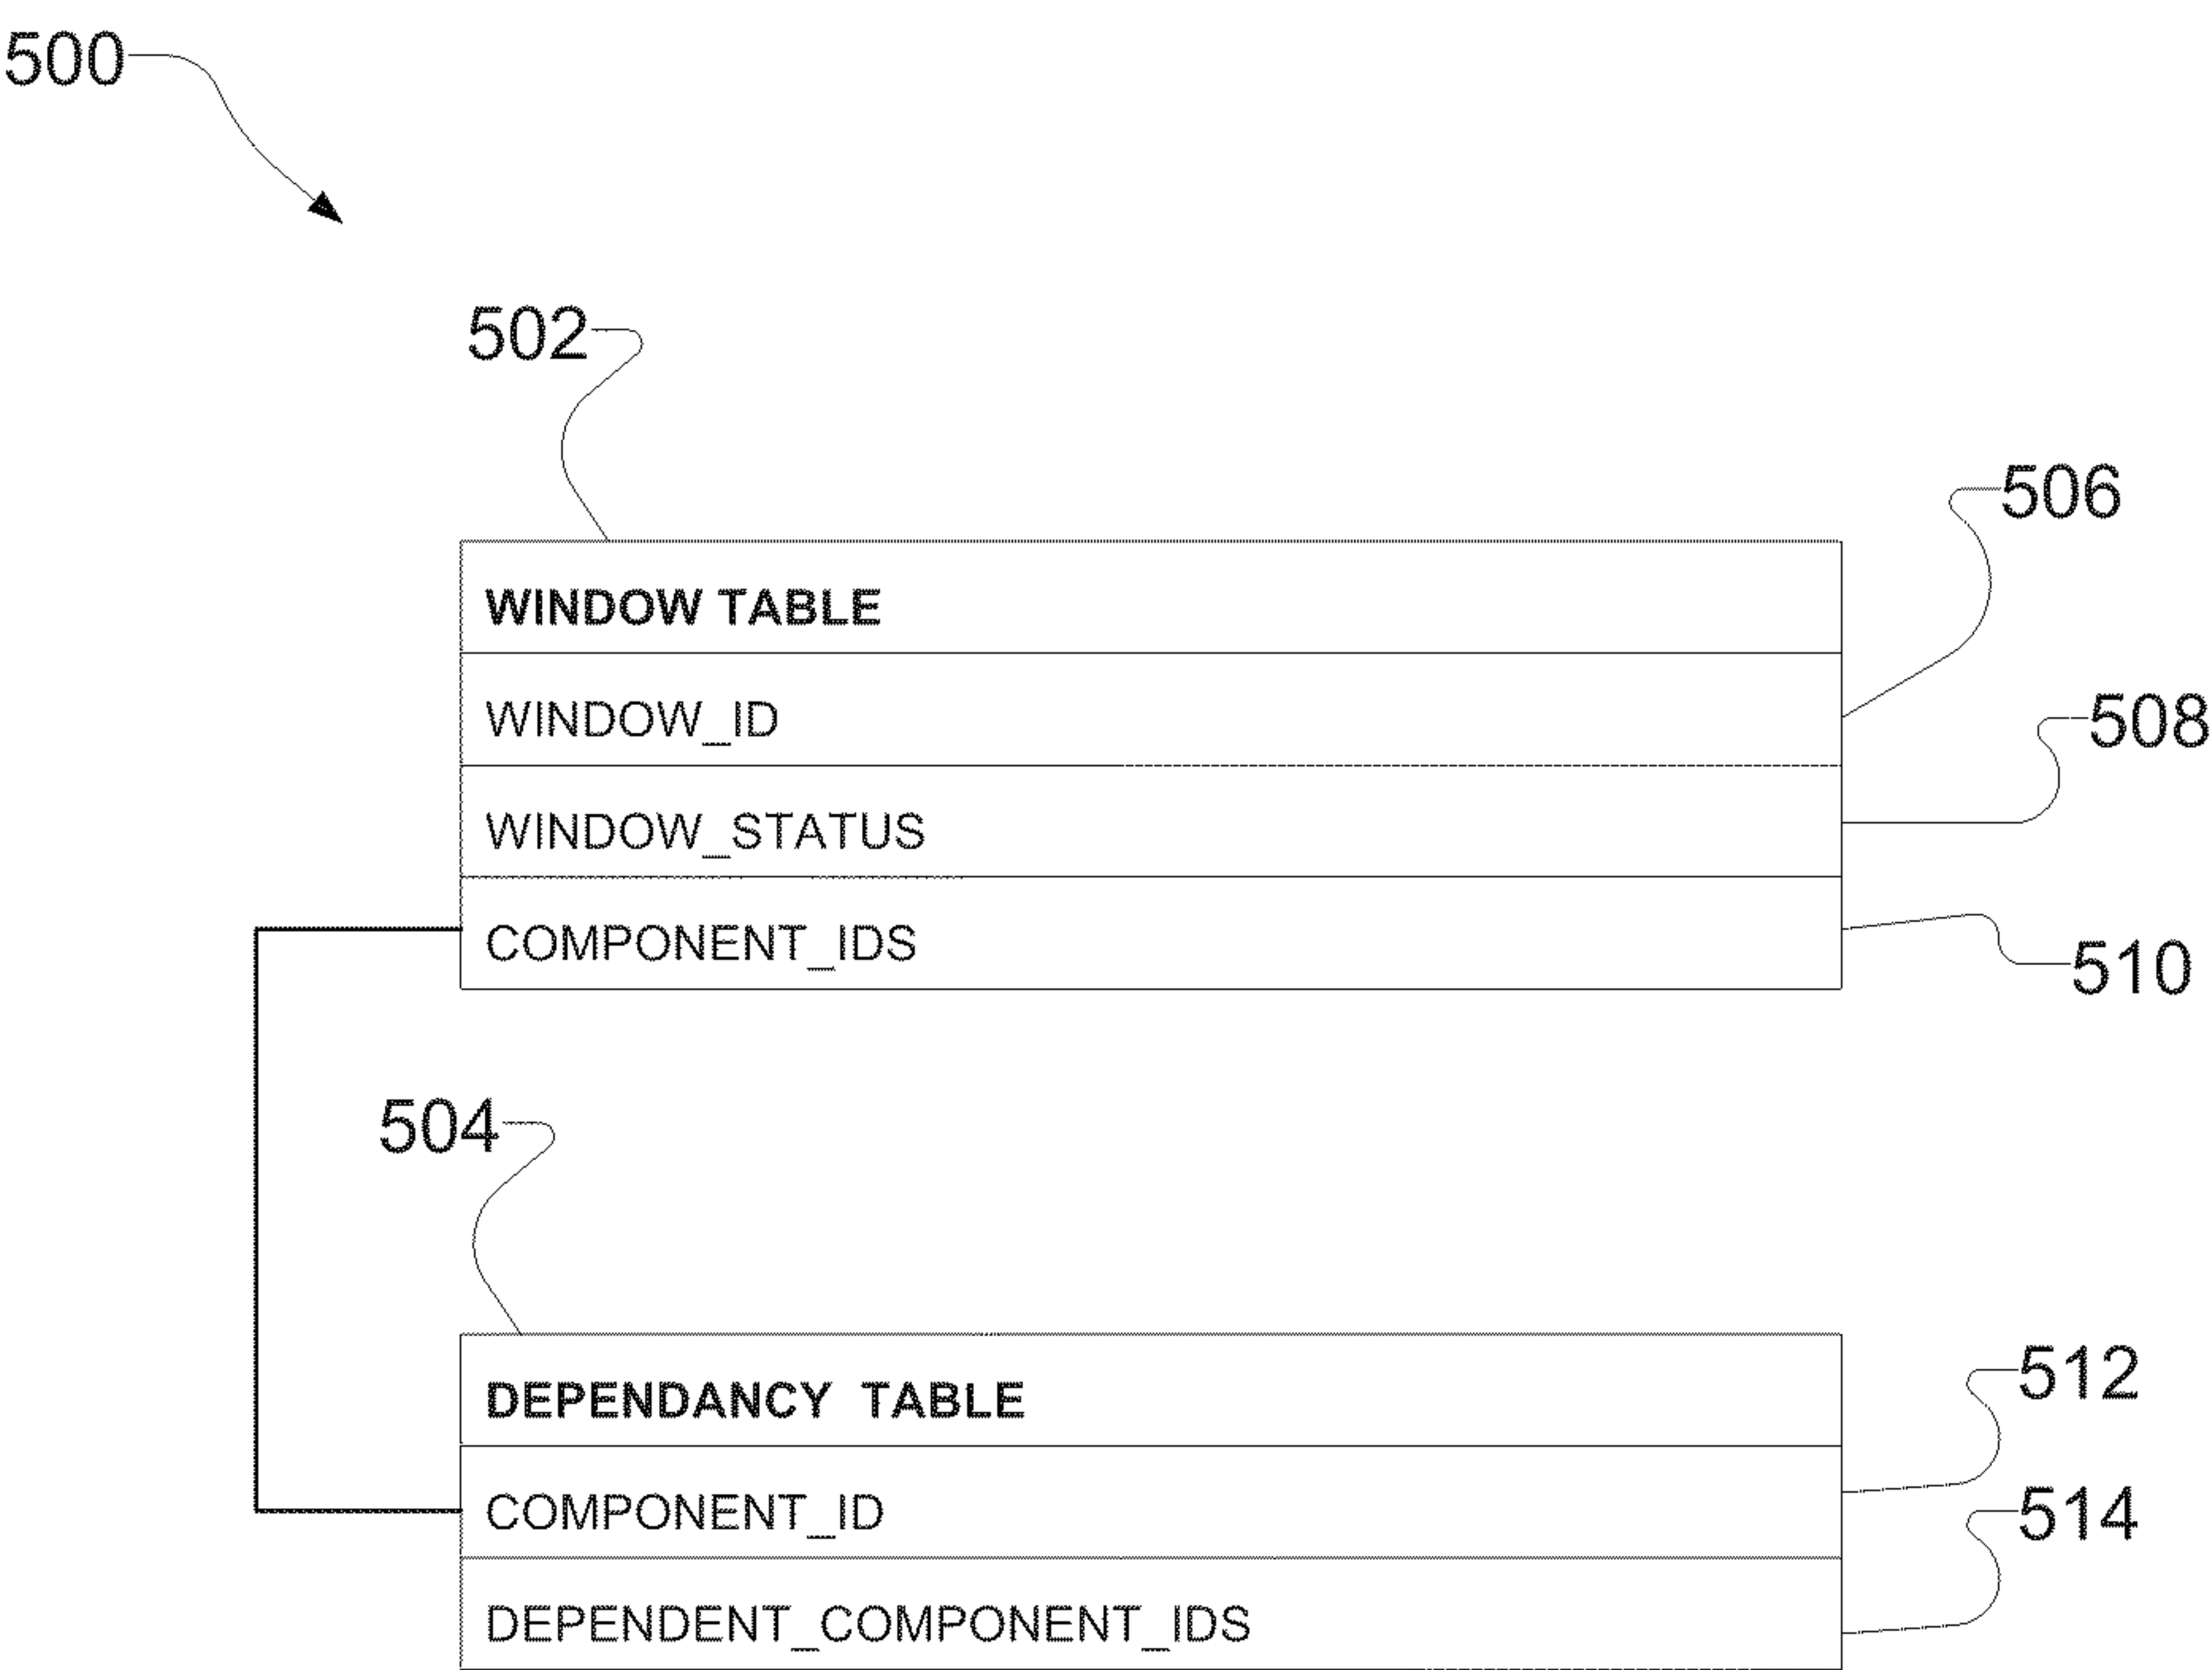 500
502
506
WINDOW TABLE
WINDOW_ID
508
WINDOW_STATUS
COMPONENT_IDS
510
504
DEPENDANCY TABLE
512
COMPONENT_ID
514
DEPENDENT_COMPONENT_IDS